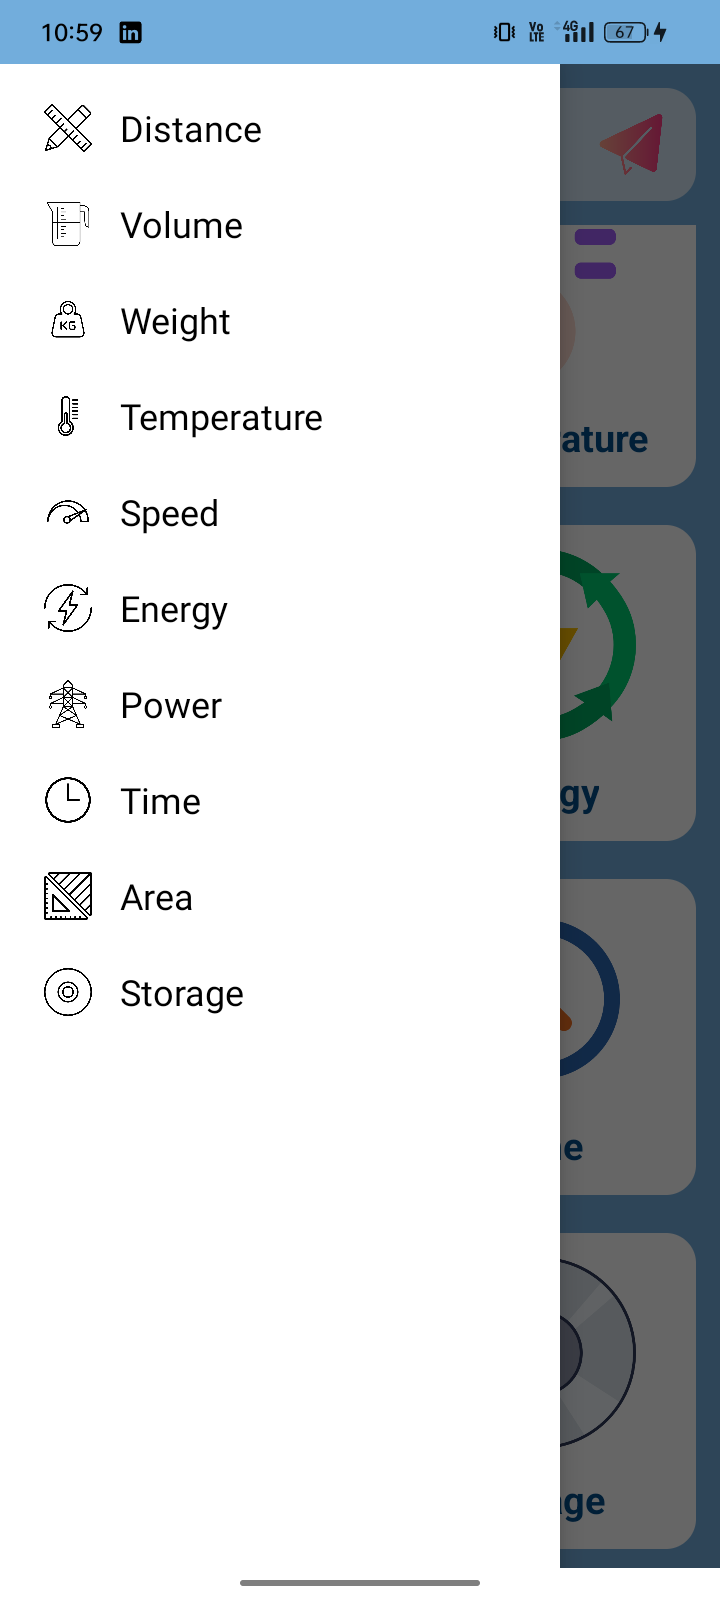 10:59 in Vo LTE 4G 67
Distance
Volume
KG
Weight
Temperature
ature
Speed
Energy
Power
gy
Time
Area
Storage
e
ge